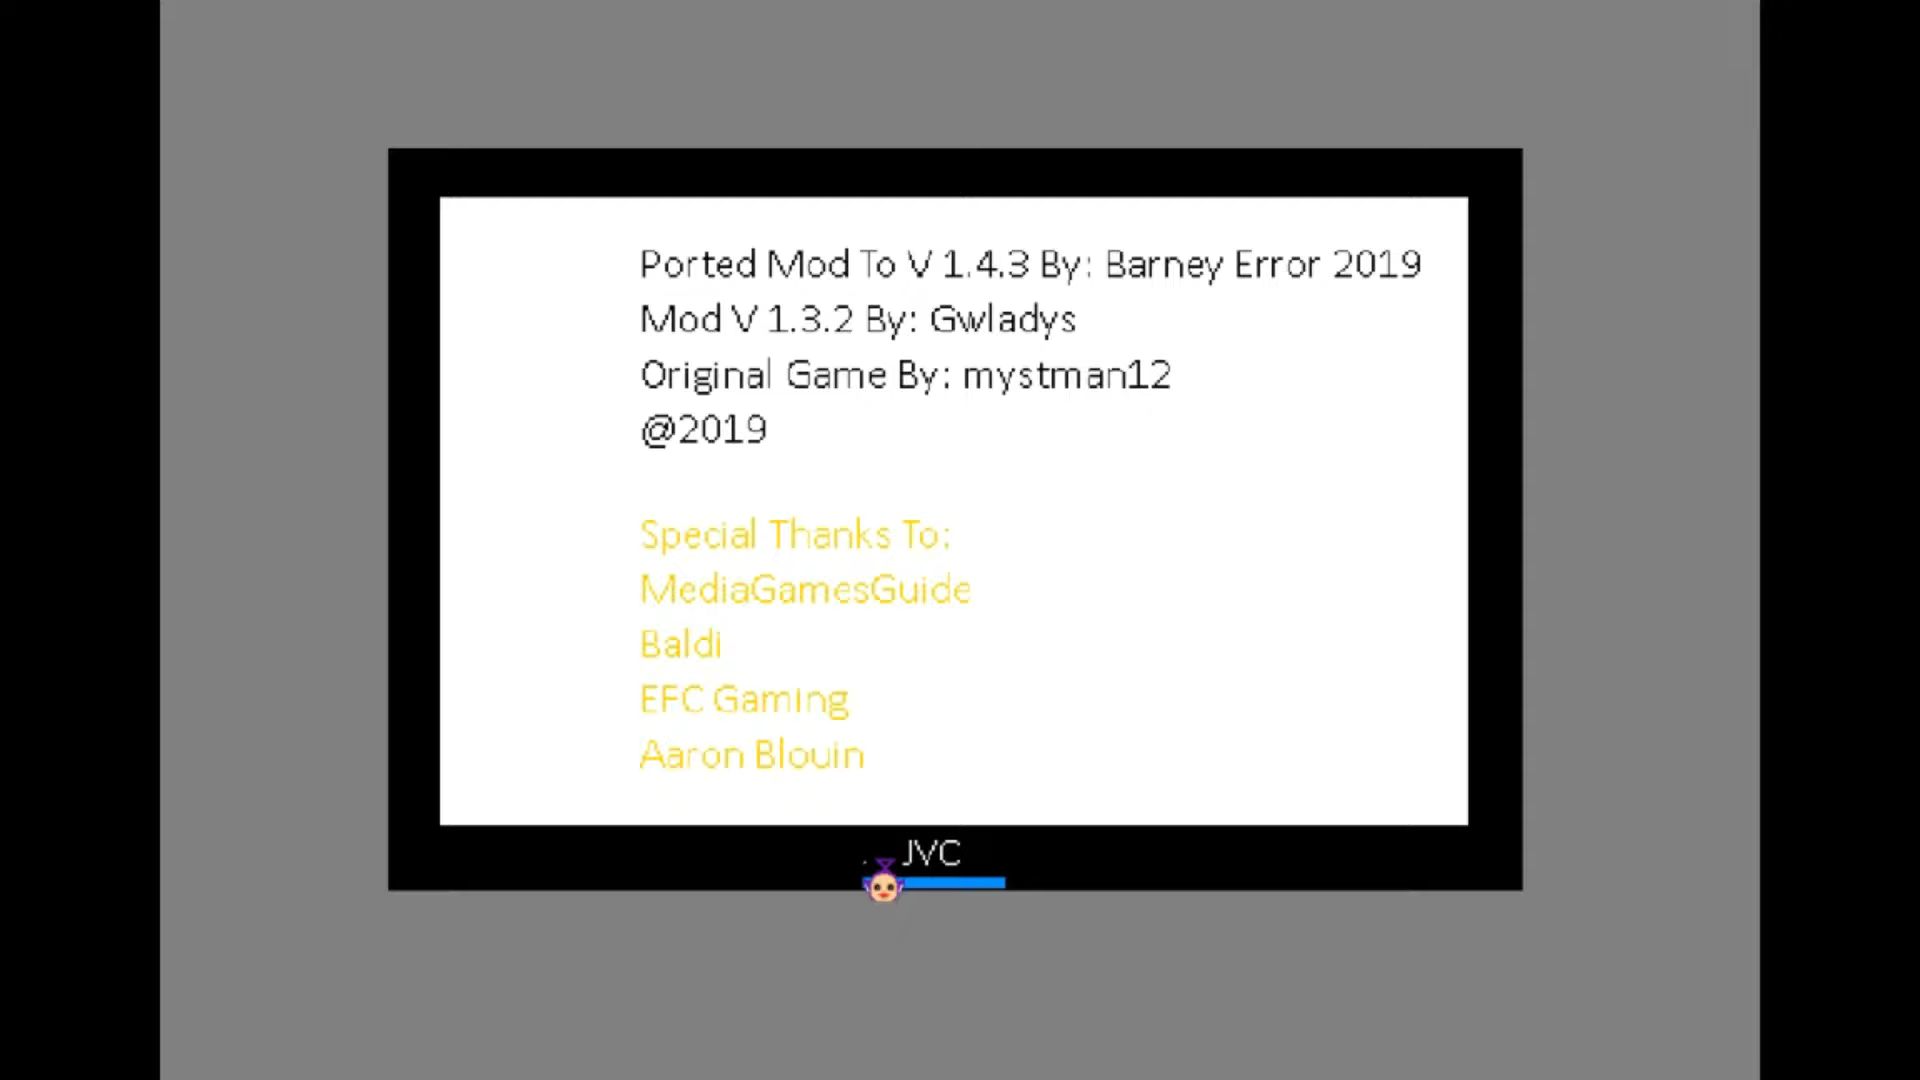 Ported Mod To V 1.4.3 By: Barney Error 2019
Mod V 1.3.2 By: Gwladys
Original Game By: mystman12
@2019
Special Thanks To:
MediaGamesGuide
Baldi
EFC Gaming
Aaron Blouin
JVC